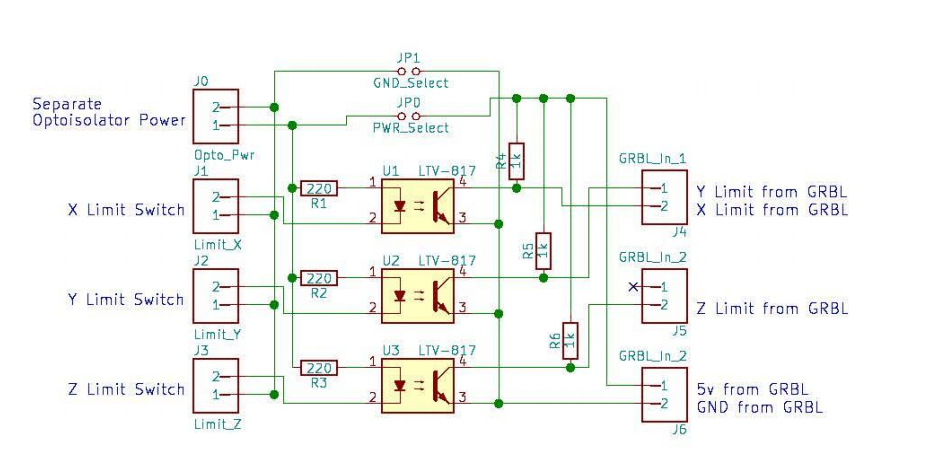 JP1
GND_Select
J0
Separate
Optoisolator Power
2
1
JP0
PWR_Select
Opto_Pwr
J1
X Limit Switch
2
1
Limit_X
220
R1
U1 LTV-817
1
2
4
3
R4
1k
GRBL_In_1
1
2
Y Limit from GRBL
X Limit from GRBL
J4
J2
Y Limit Switch
2
1
Limit_Y
220
R2
U2 LTV-817
1
2
4
3
R5
1k
GRBL_In_2
1
2
Z Limit from GRBL
J5
J3
Z Limit Switch
2
1
Limit_Z
220
R3
U3 LTV-817
1
2
4
3
R6
1k
GRBL_In_2
1
2
5v from GRBL
GND from GRBL
J6